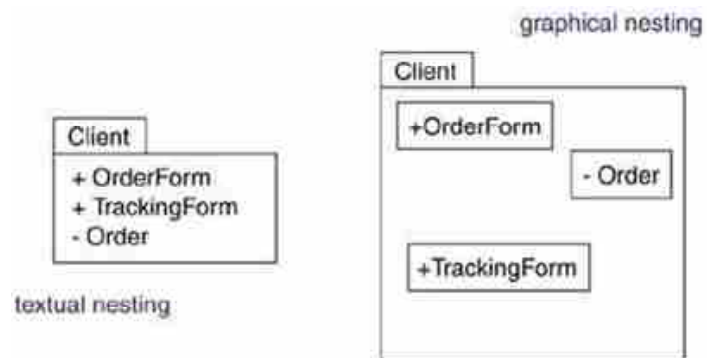 graphical nesting
Client
+OrderForm
- Order
+TrackingForm
Client
+ OrderForm
+ TrackingForm
- Order
textual nesting